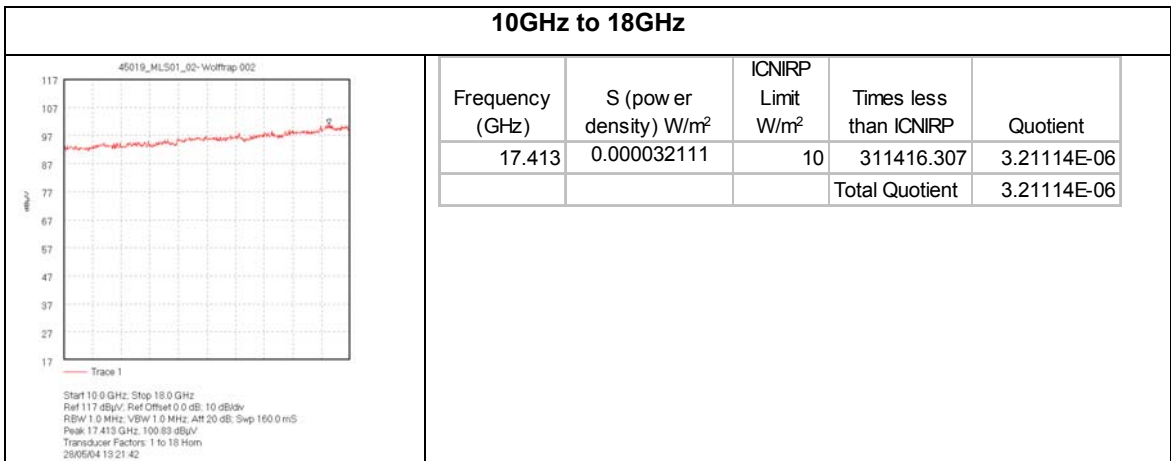 10GHz to 18GHz
45019_MLS01_02- Wolftrap 002
117
107
97
87
77
67
57
47
37
27
17
dBµV
Trace 1
Start 10.0 GHz; Stop 18.0 GHz
Ref 117 dBµV; Ref Offset 0.0 dB; 10 dB/div
RBW 1.0 MHz; VBW 1.0 MHz; Att 20 dB; Swp 160.0 mS
Peak 17.413 GHz, 100.83 dBµV
Transducer Factors: 1 to 18 Horn
28/05/04 13:21:42
Frequency (GHz) S (pow er density) W/m² ICNIRP Limit W/m² Times less than ICNIRP Quotient
17.413 0.000032111 10 311416.307 3.21114E-06
Total Quotient 3.21114E-06